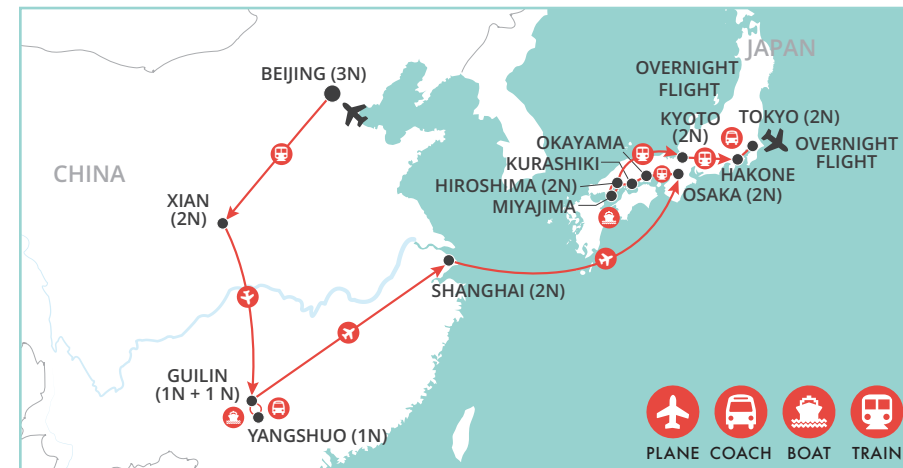 JAPAN
OVERNIGHT
FLIGHT
BEIJING (3N)
KYOTO
(2N)
TOKYO (2N)
OVERNIGHT
FLIGHT
OKAYAMA
KURASHIKI
HIROSHIMA (2N)
MIYAJIMA
HAKONE
OSAKA (2N)
CHINA
XIAN
(2N)
SHANGHAI (2N)
GUILIN
(1N + 1 N)
YANGSHUO (1N)
PLANE
COACH
BOAT
TRAIN